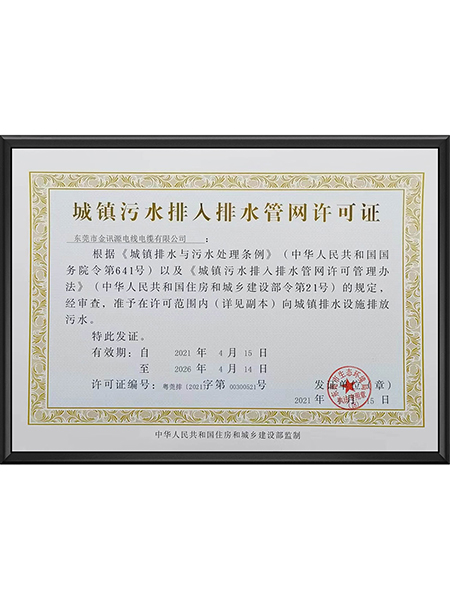 城镇污水排入排水管网许可证
东莞市金讯源电线电缆有限公司 :
根据《城镇排水与污水处理条例》（中华人民共和国国
务院令第641号）以及《城镇污水排入排水管网许可管理办
法》（中华人民共和国住房和城乡建设部令第21号）的规定，
经审查，准予在许可范围内（详见副本）向城镇排水设施排放
污水。
特此发证。
有效期：自 2021 年 4 月 15 日
至 2026 年 4 月 14 日
许可证编号：粤莞排（2021）字第 00300521 号
发证单位（章）
2021 年 月 15 日
中华人民共和国住房和城乡建设部监制